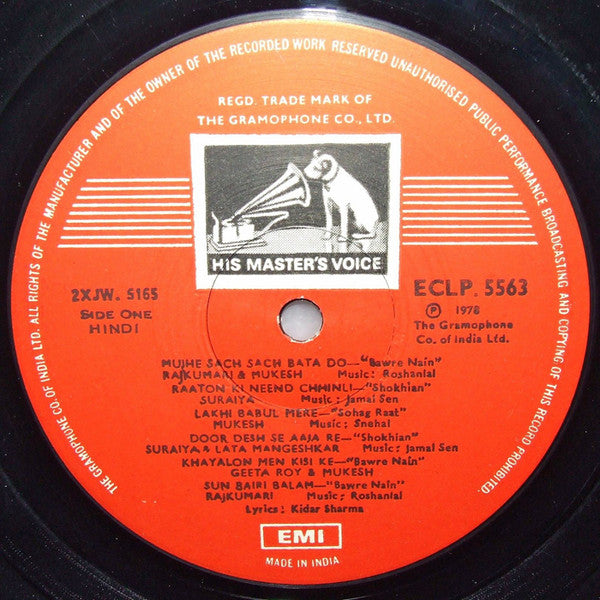 THE GRAMOPHONE CO. OF INDIA LTD. ALL RIGHTS OF THE MANUFACTURER AND OF THE OWNER OF THE RECORDED WORK RESERVED UNAUTHORISED PUBLIC PERFORMANCE BROADCASTING AND COPYING OF THIS RECORD PROHIBITED
REGD. TRADE MARK OF
THE GRAMOPHONE CO., LTD.
HIS MASTER'S VOICE
2XJW. 5165
SIDE ONE
HINDI
ECLP. 5563
Ⓟ 1978
The Gramophone
Co. of India Ltd.
MUJHE SACH SACH BATA DO—"Bawre Nain"
RAJKUMARI & MUKESH Music: Roshanlal
RAATON KI NEEND CHHINLI—"Shokhian"
SURAIYA Music: Jamal Sen
LAKHI BABUL MERE—"Sohag Raat"
MUKESH Music: Snehal
DOOR DESH SE AAJA RE—"Shokhian"
SURAIYA & LATA MANGESHKAR Music: Jamal Sen
KHAYALON MEN KISI KE—"Bawre Nain"
GEETA ROY & MUKESH
SUN BAIRI BALAM—"Bawre Nain"
RAJKUMARI Music: Roshanlal
Lyrics: Kidar Sharma
EMI
MADE IN INDIA